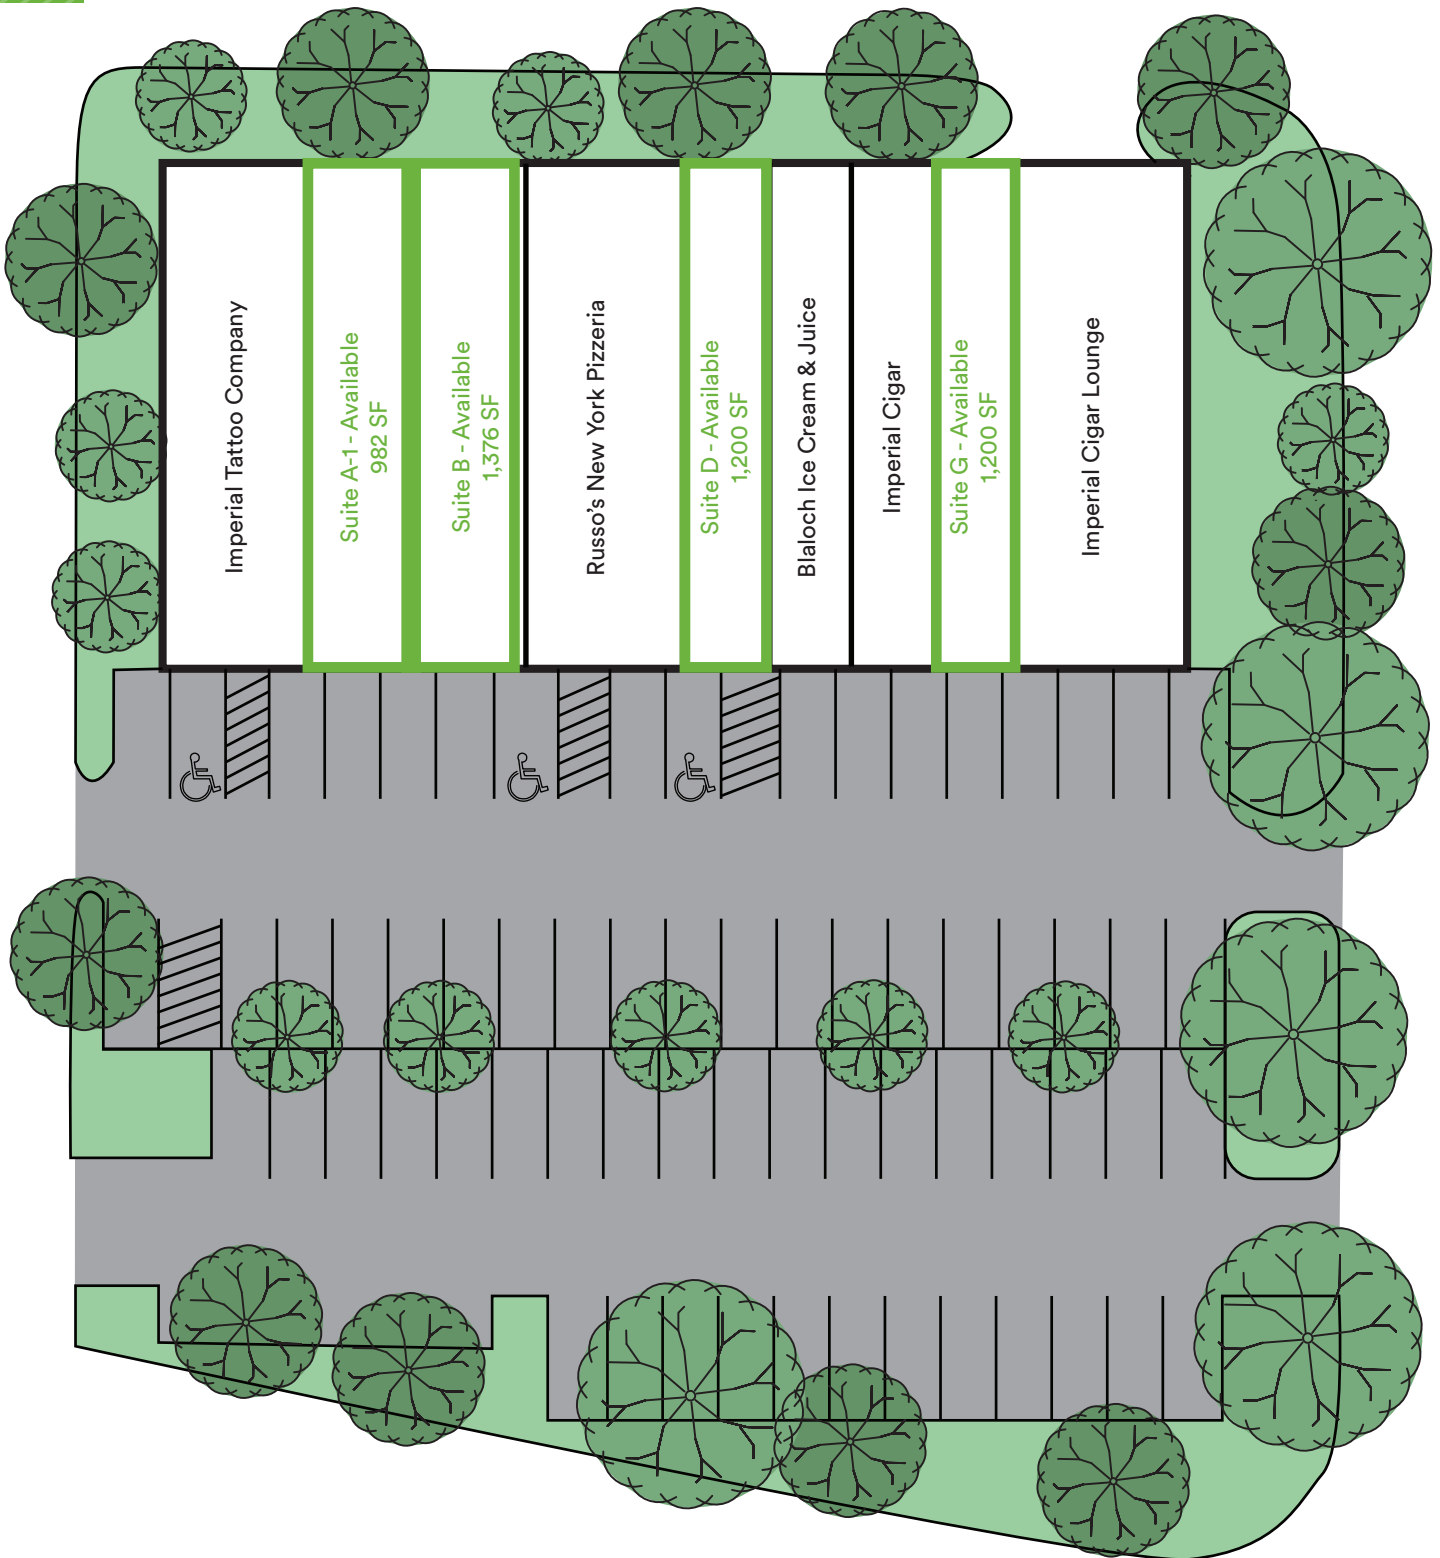 Imperial Tattoo Company
Suite A-1 - Available
982 SF
Suite B - Available
1,376 SF
Russo’s New York Pizzeria
Suite D - Available
1,200 SF
Blaloch Ice Cream & Juice
Imperial Cigar
Suite G - Available
1,200 SF
Imperial Cigar Lounge